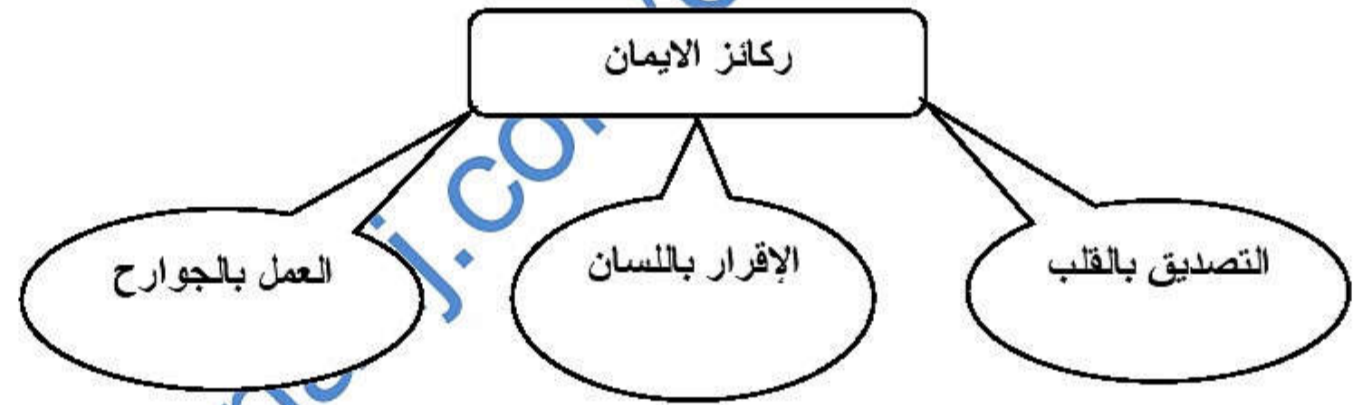 ركائز الايمان
التصديق بالقلب
الإقرار باللسان
العمل بالجوارح